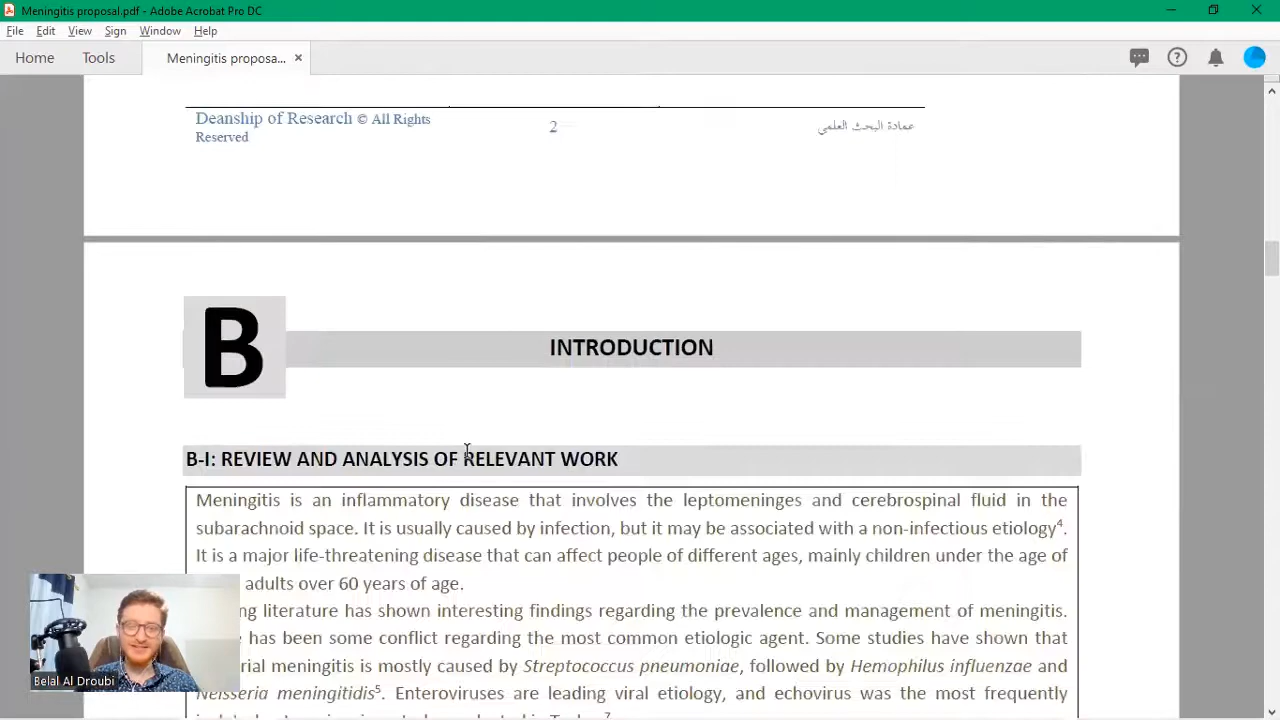 Meningitis proposal.pdf - Adobe Acrobat Pro DC
File Edit View Sign Window Help
Home Tools Meningitis proposa... ×
Deanship of Research © All Rights
Reserved
2
عمادة البحث العلمي
B
INTRODUCTION
B-I: REVIEW AND ANALYSIS OF RELEVANT WORK
Meningitis is an inflammatory disease that involves the leptomeninges and cerebrospinal fluid in the
subarachnoid space. It is usually caused by infection, but it may be associated with a non-infectious etiology⁴.
It is a major life-threatening disease that can affect people of different ages, mainly children under the age of
adults over 60 years of age.
literature has shown interesting findings regarding the prevalence and management of meningitis.
has been some conflict regarding the most common etiologic agent. Some studies have shown that
meningitis is mostly caused by Streptococcus pneumoniae, followed by Hemophilus influenzae and
Neisseria meningitidis⁵. Enteroviruses are leading viral etiology, and echovirus was the most frequently
Belal Al Droubi